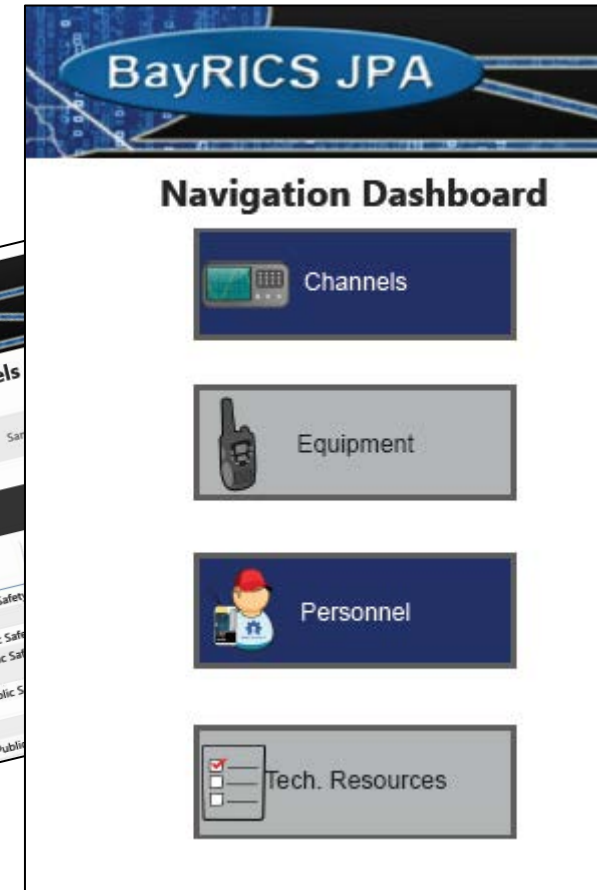 BayRICS JPA
Navigation Dashboard
Channels
Equipment
Personnel
Tech. Resources